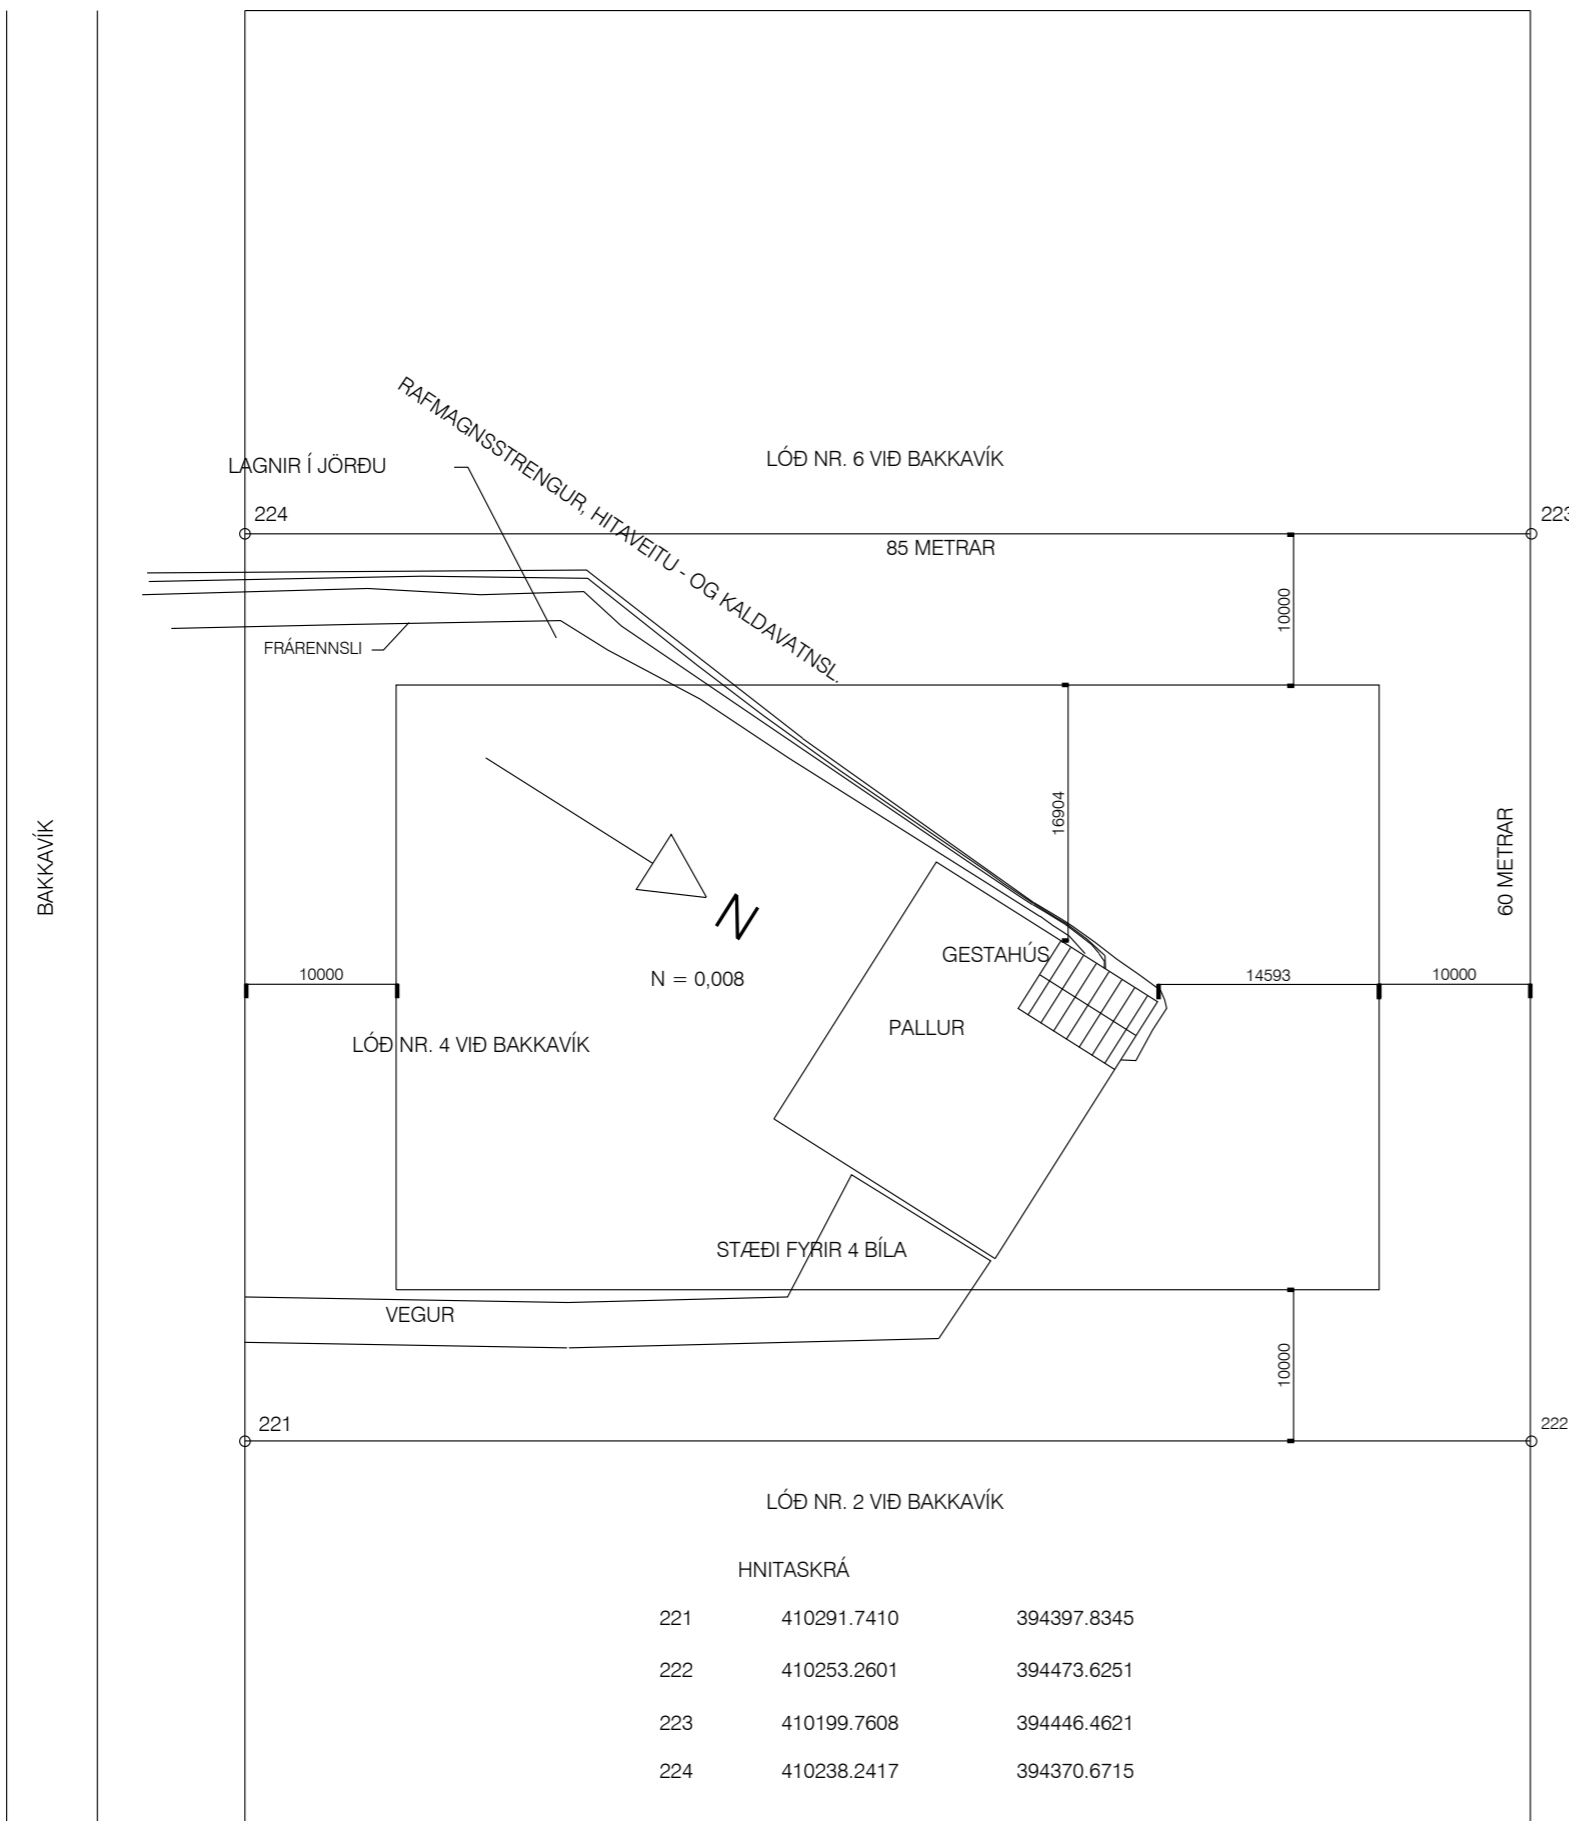 RAFMAGNSSTRENGUR, HITAVEITU - OG KALDAVATNSL.
LAGNIR Í JÖRÐU
LÓÐ NR. 6 VIÐ BAKKAVÍK
224
223
85 METRAR
10000
FRÁRENNSLI
16904
BAKKAVÍK
60 METRAR
N
GESTAHÚS
10000
N = 0,008
14593
10000
PALLUR
LÓÐ NR. 4 VIÐ BAKKAVÍK
STÆÐI FYRIR 4 BÍLA
VEGUR
10000
221
222
LÓÐ NR. 2 VIÐ BAKKAVÍK
HNITASKRÁ
221 410291.7410 394397.8345
222 410253.2601 394473.6251
223 410199.7608 394446.4621
224 410238.2417 394370.6715